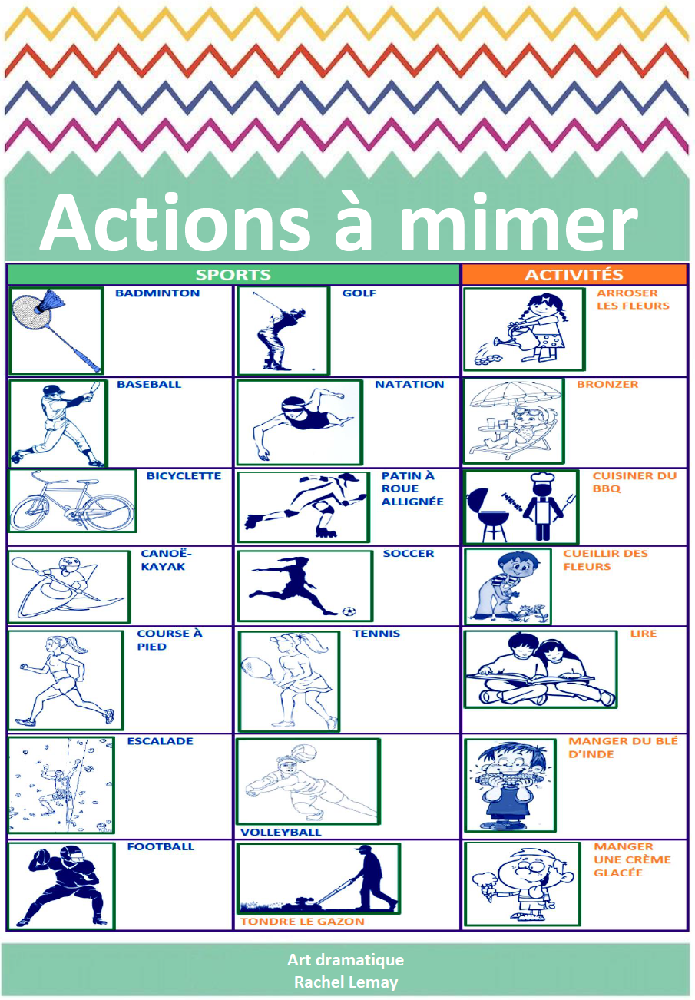 Actions à mimer
SPORTS
ACTIVITÉS
BADMINTON
GOLF
ARROSER
LES FLEURS
BASEBALL
NATATION
BRONZER
BICYCLETTE
PATIN À
ROUE
ALLIGNÉE
CUISINER DU
BBQ
CANOË-
KAYAK
SOCCER
CUEILLIR DES
FLEURS
COURSE À
PIED
TENNIS
LIRE
ESCALADE
VOLLEYBALL
MANGER DU BLÉ
D'INDE
FOOTBALL
TONDRE LE GAZON
MANGER
UNE CRÈME
GLACÉE
Art dramatique
Rachel Lemay